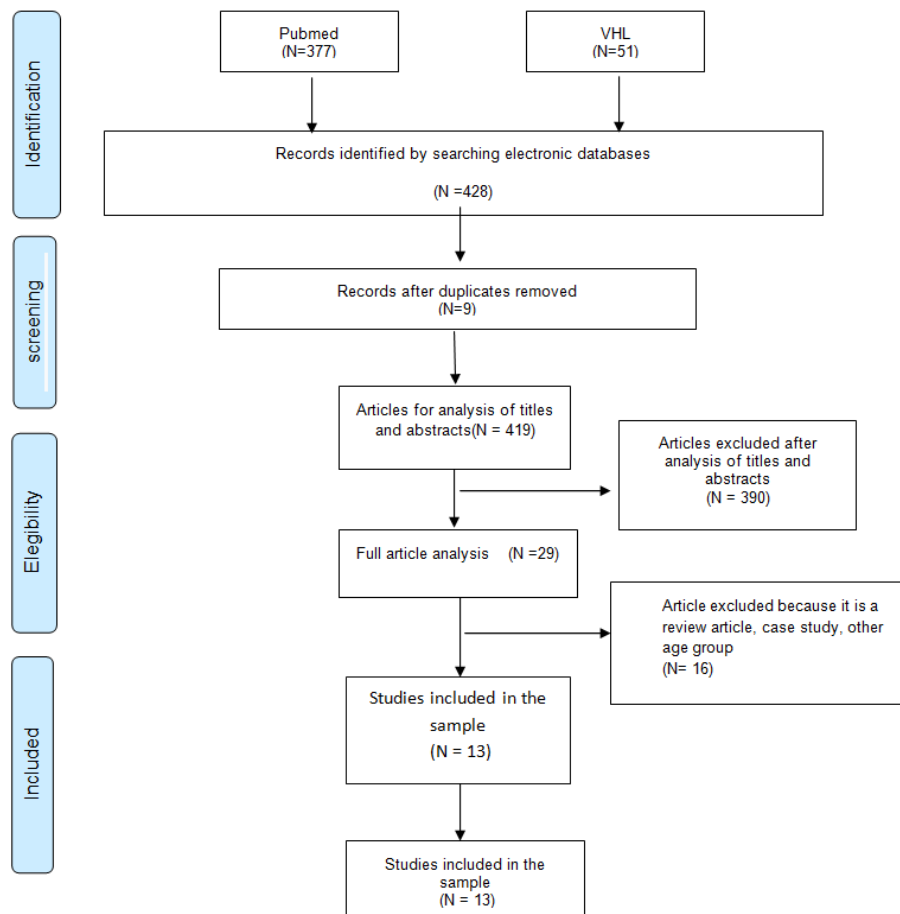 Pubmed
(N=377)
VHL
(N=51)
Identification
Records identified by searching electronic databases
(N =428)
screening
Records after duplicates removed
(N=9)
Articles for analysis of titles
and abstracts(N = 419)
Articles excluded after
analysis of titles and
abstracts
(N = 390)
Elegibility
Full article analysis (N =29)
Article excluded because it is a
review article, case study, other
age group
(N= 16)
Included
Studies included in the
sample
(N = 13)
Studies included in the
sample
(N = 13)